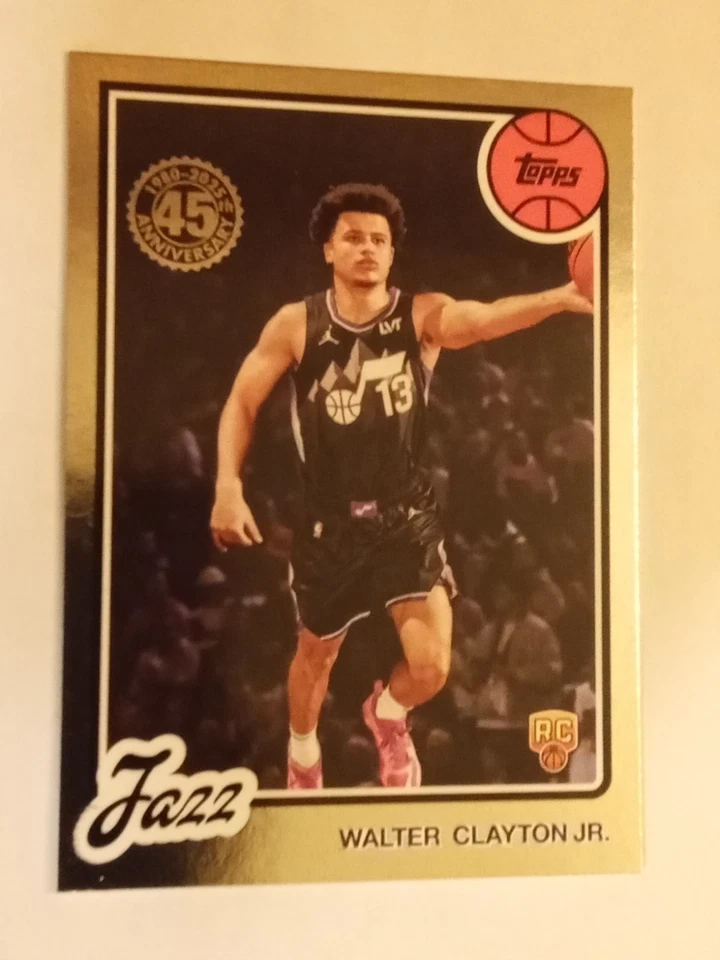 1980-2025
45
ANNIVERSARY
Topps
LVT
13
RC
Jazz
WALTER CLAYTON JR.